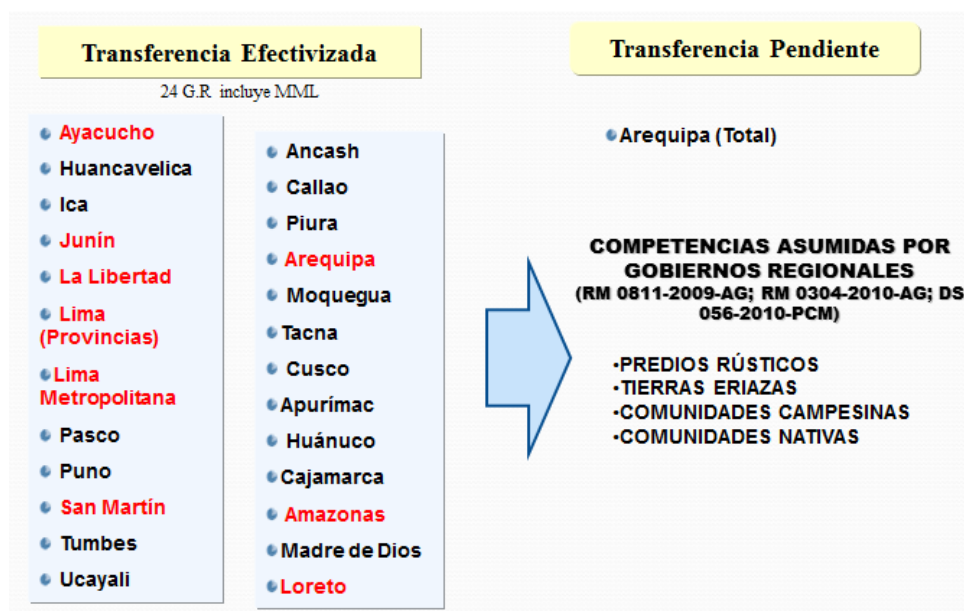 Transferencia Efectivizada
24 G.R incluye MML
Ayacucho
Huancavelica
Ica
Junín
La Libertad
Lima
(Provincias)
Lima
Metropolitana
Pasco
Puno
San Martín
Tumbes
Ucayali
Ancash
Callao
Piura
Arequipa
Moquegua
Tacna
Cusco
Apurímac
Huánuco
Cajamarca
Amazonas
Madre de Dios
Loreto
Transferencia Pendiente
Arequipa (Total)
COMPETENCIAS ASUMIDAS POR
GOBIERNOS REGIONALES
(RM 0811-2009-AG; RM 0304-2010-AG; DS
056-2010-PCM)
•PREDIOS RÚSTICOS
•TIERRAS ERIAZAS
•COMUNIDADES CAMPESINAS
•COMUNIDADES NATIVAS